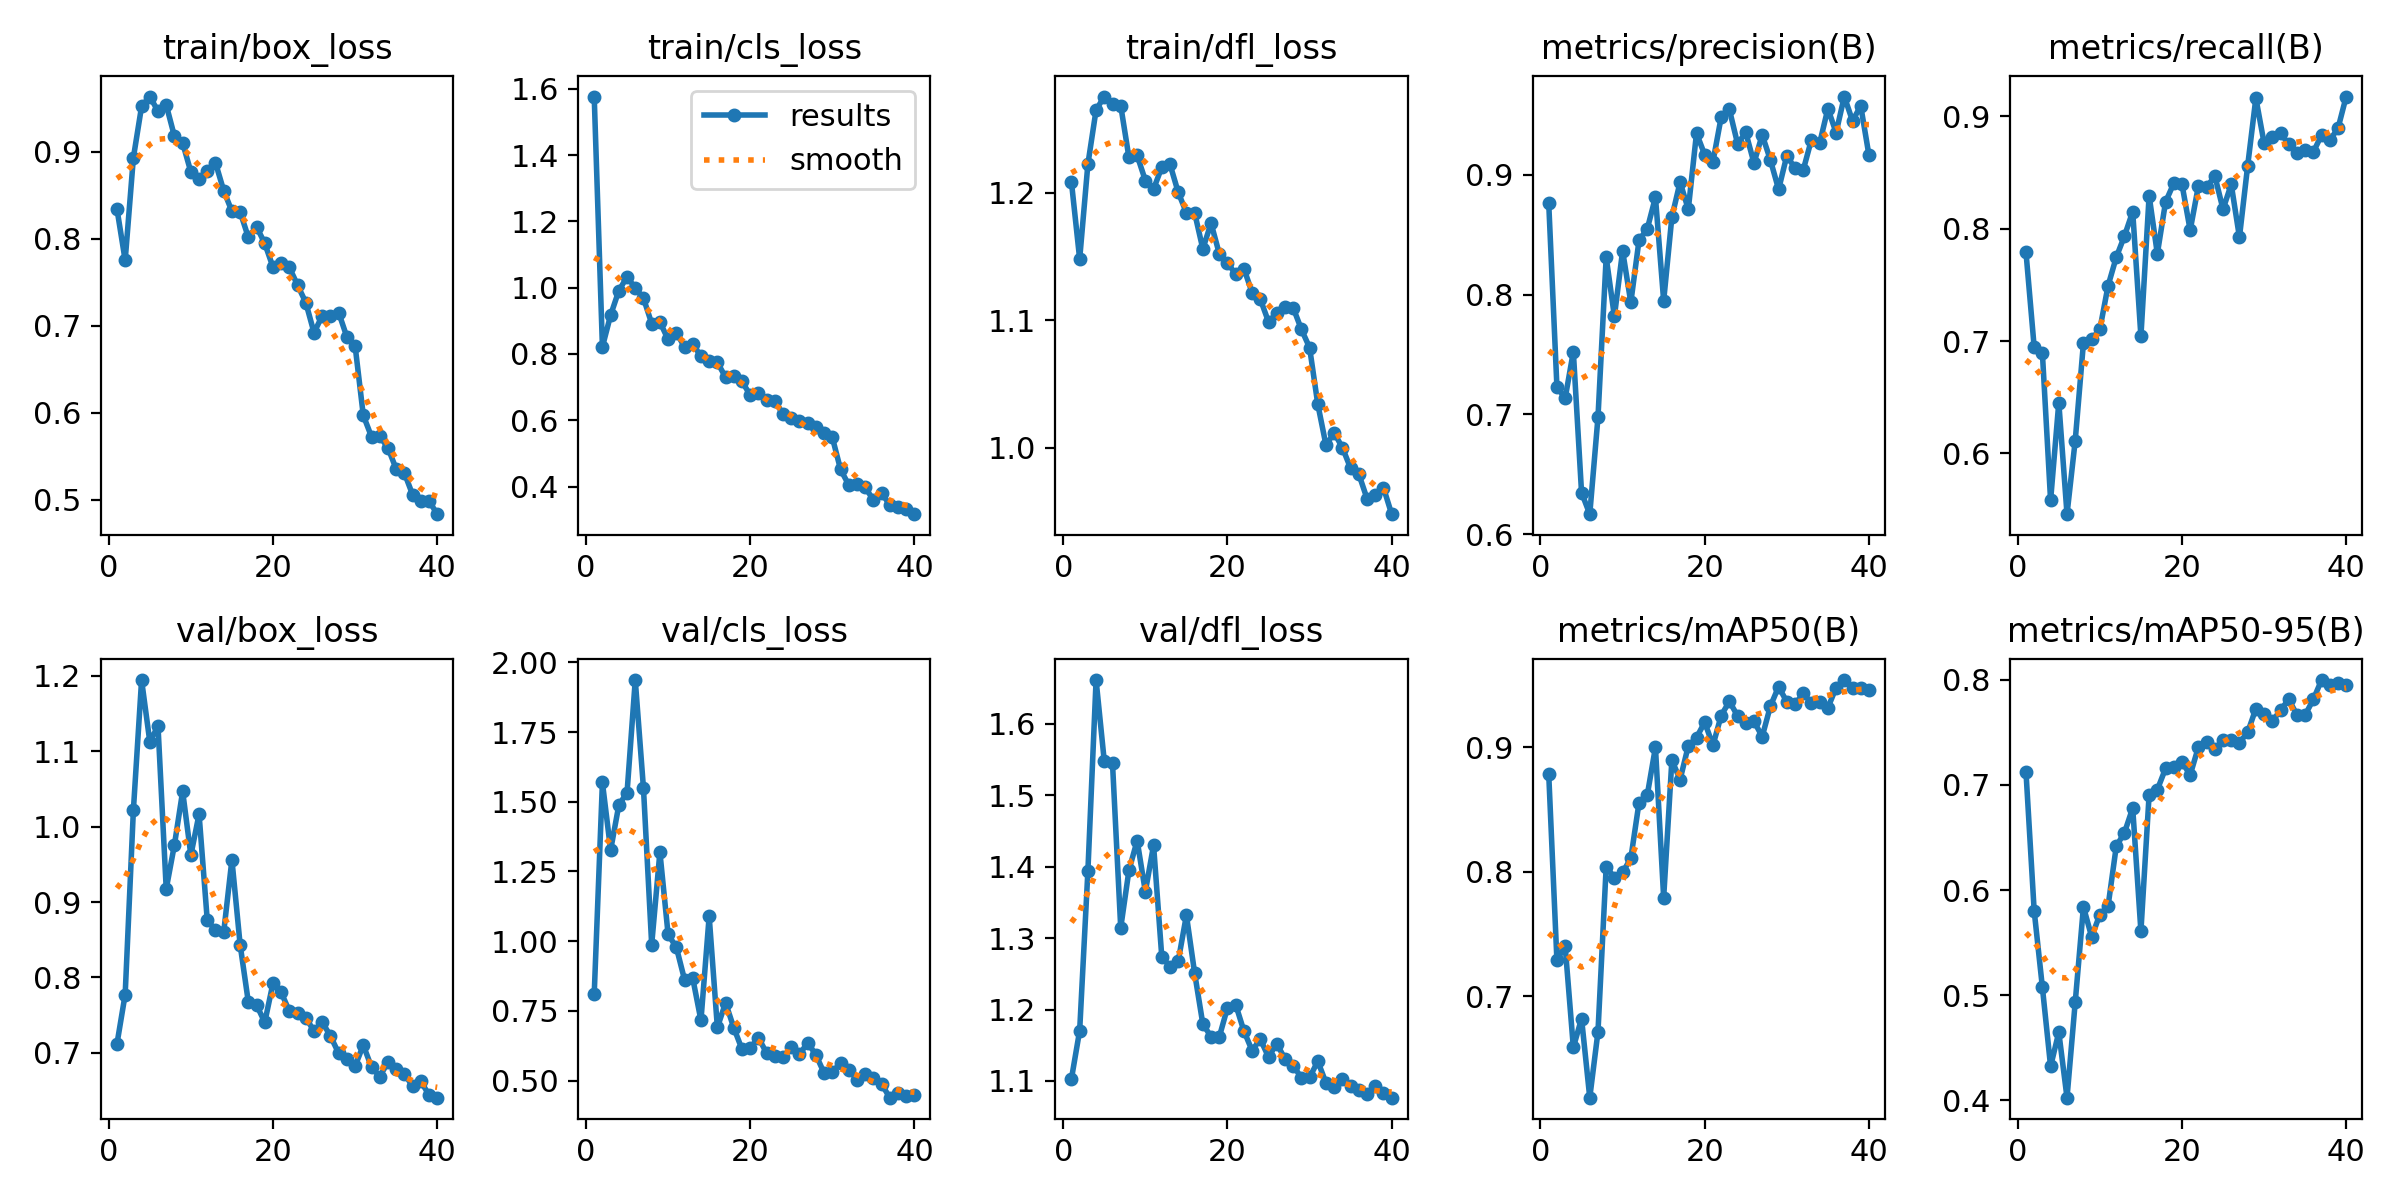 train/box_loss
0.9
0.8
0.7
0.6
0.5
0 20 40
train/cls_loss
results
smooth
1.6
1.4
1.2
1.0
0.8
0.6
0.4
0 20 40
train/dfl_loss
1.2
1.1
1.0
0 20 40
metrics/precision(B)
0.9
0.8
0.7
0.6
0 20 40
metrics/recall(B)
0.9
0.8
0.7
0.6
0 20 40
val/box_loss
1.2
1.1
1.0
0.9
0.8
0.7
0 20 40
val/cls_loss
2.00
1.75
1.50
1.25
1.00
0.75
0.50
0 20 40
val/dfl_loss
1.6
1.5
1.4
1.3
1.2
1.1
0 20 40
metrics/mAP50(B)
0.9
0.8
0.7
0 20 40
metrics/mAP50-95(B)
0.8
0.7
0.6
0.5
0.4
0 20 40